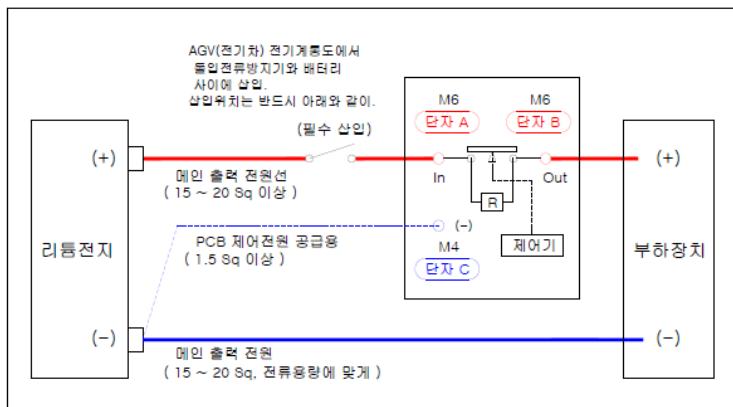 AGV(전기차) 전기계통도에서
돌입전류방지기와 배터리
사이에 삽입.
삽입위치는 반드시 아래와 같이.
(필수 삽입)
M6
M6
단자 A
단자 B
(+)
In
Out
(+)
메인 출력 전원선
( 15 ~ 20 Sq 이상 )
R
(-)
PCB 제어전원 공급용
( 1.5 Sq 이상 )
M4
단자 C
제어기
리튬전지
부하장치
(-)
(-)
메인 출력 전원
( 15 ~ 20 Sq, 전류용량에 맞게 )